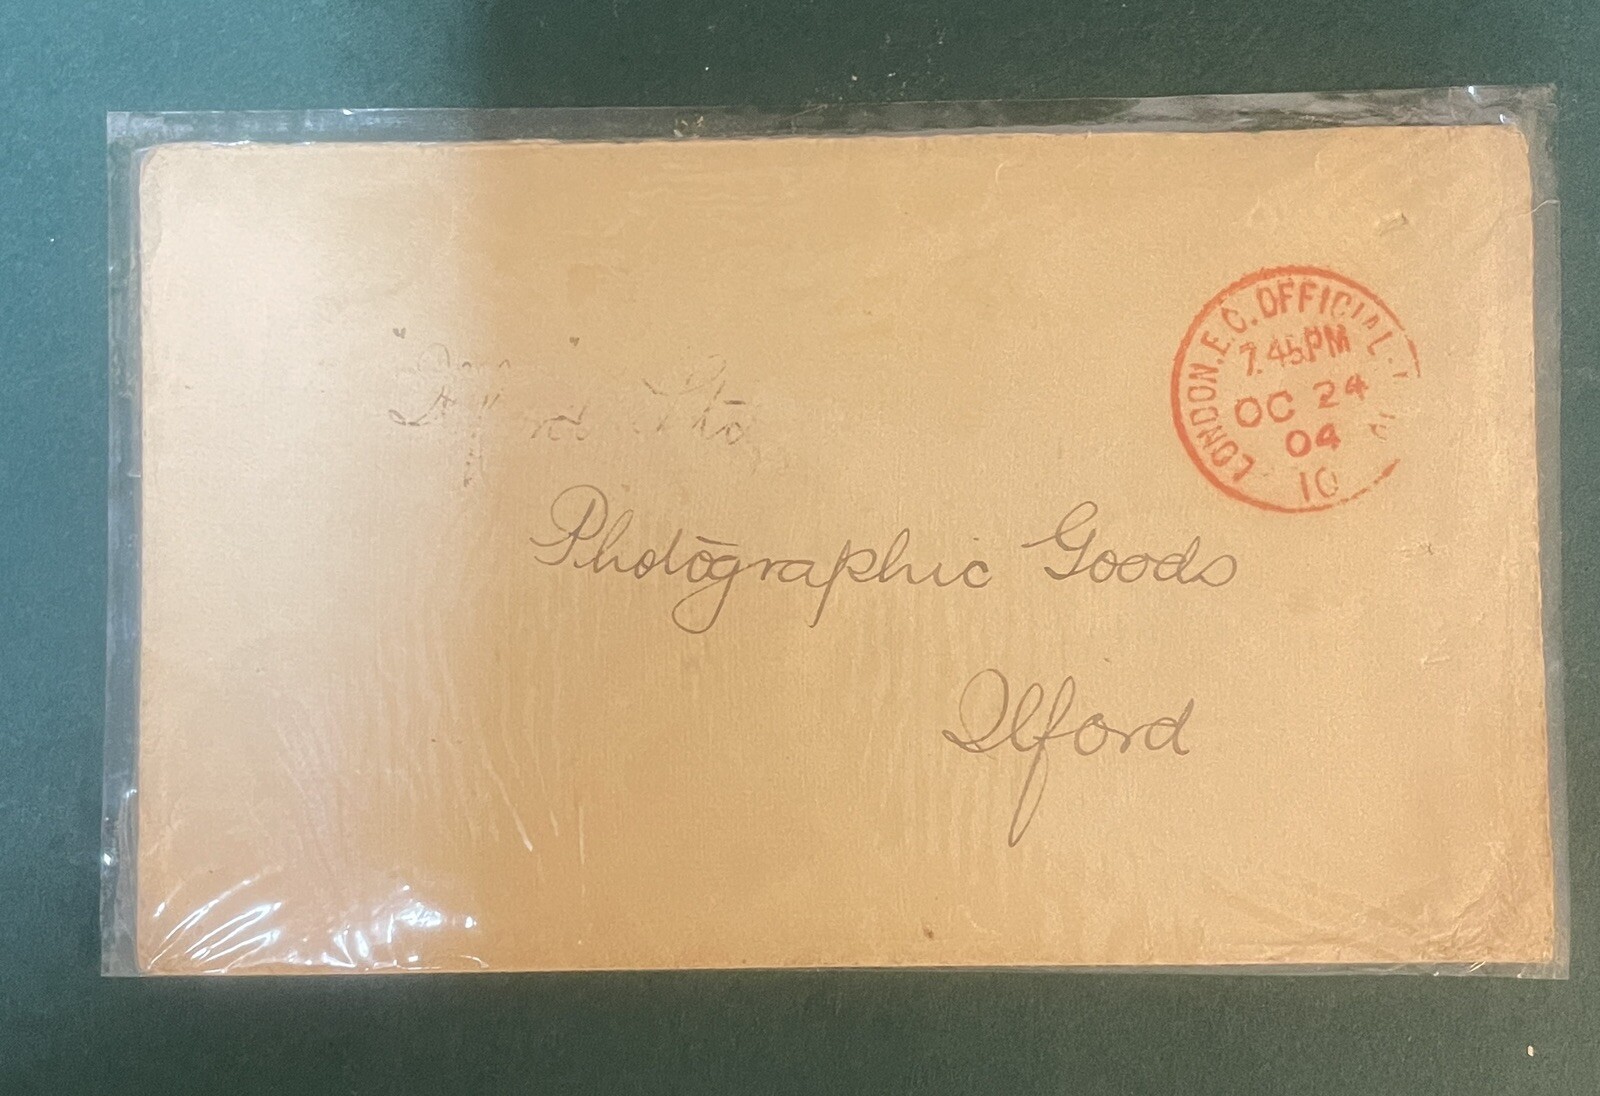 LONDON.E.C.OFFICIAL
7.45PM
OC 24
04
10
Photographic Goods
Ilford